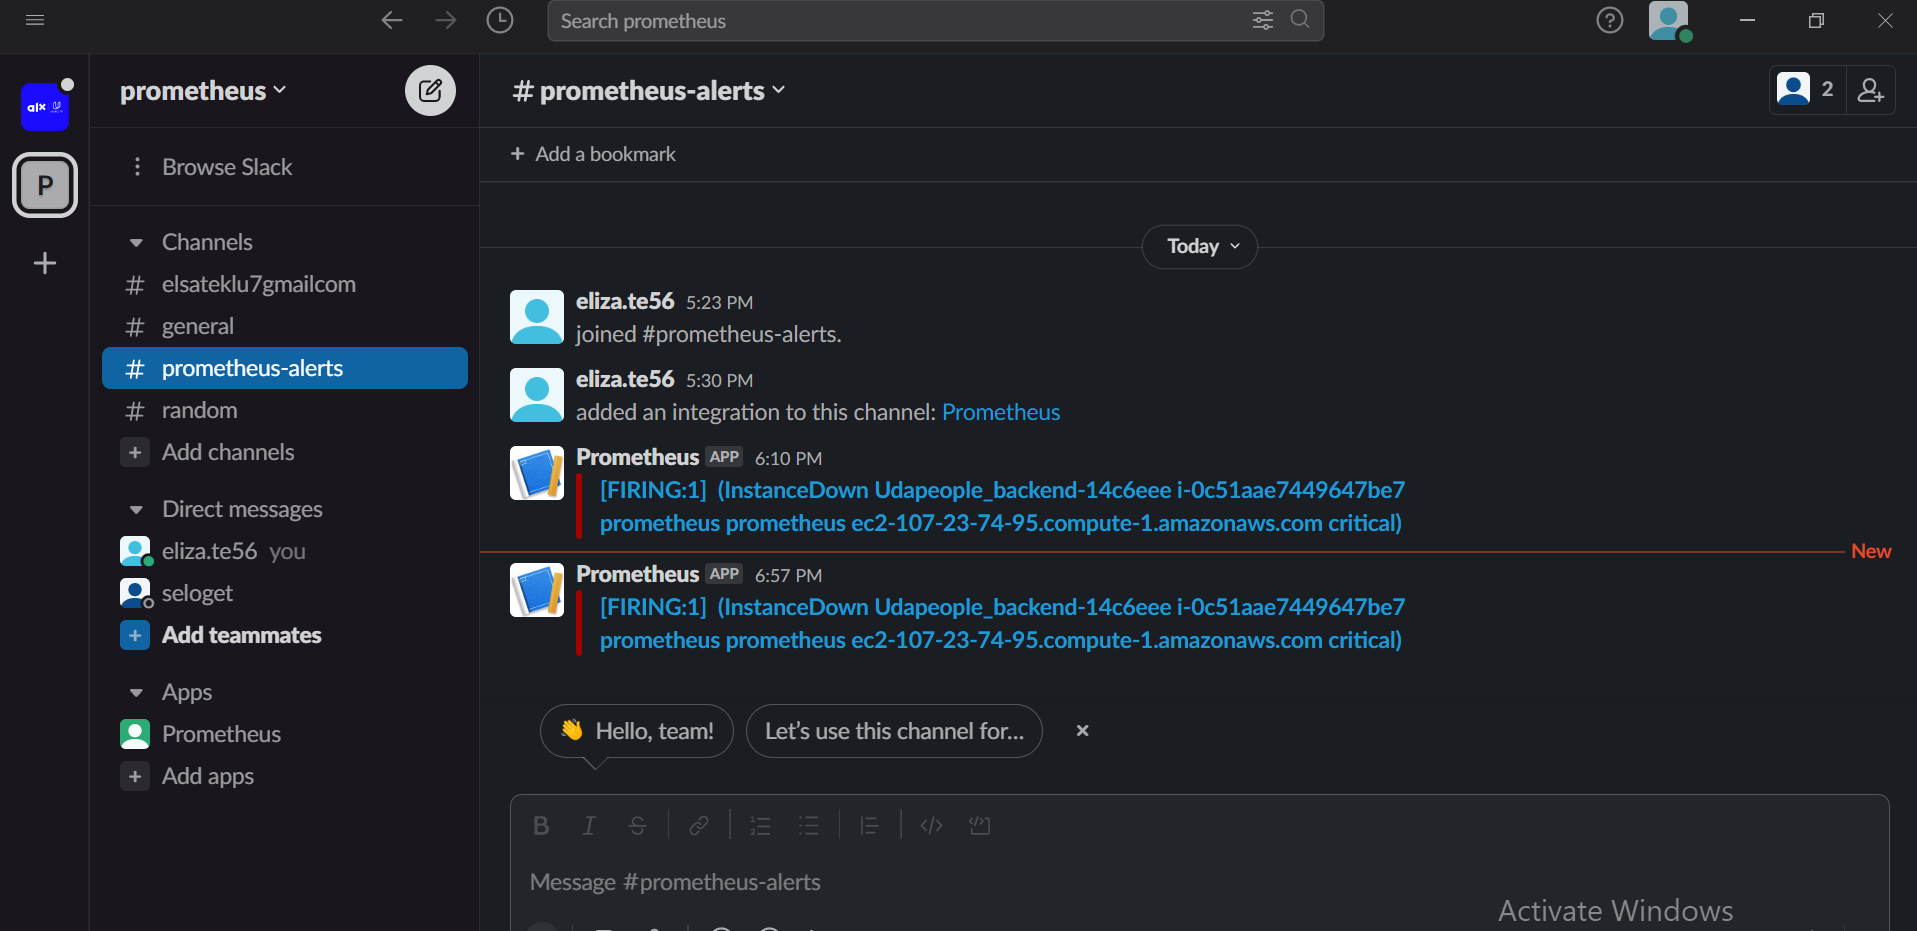 Search prometheus
alx
prometheus
# prometheus-alerts
2
P
Browse Slack
+ Add a bookmark
Channels
# elsateklu7gmailcom
# general
# prometheus-alerts
# random
+ Add channels
Direct messages
eliza.te56 you
seloget
+ Add teammates
Apps
Prometheus
+ Add apps
Today
eliza.te56 5:23 PM
joined #prometheus-alerts.
eliza.te56 5:30 PM
added an integration to this channel: Prometheus
Prometheus APP 6:10 PM
[FIRING:1] (InstanceDown Udapeople_backend-14c6eee i-0c51aae7449647be7
prometheus prometheus ec2-107-23-74-95.compute-1.amazonaws.com critical)
New
Prometheus APP 6:57 PM
[FIRING:1] (InstanceDown Udapeople_backend-14c6eee i-0c51aae7449647be7
prometheus prometheus ec2-107-23-74-95.compute-1.amazonaws.com critical)
👋 Hello, team!
Let’s use this channel for...
B I S
Message #prometheus-alerts
Activate Windows